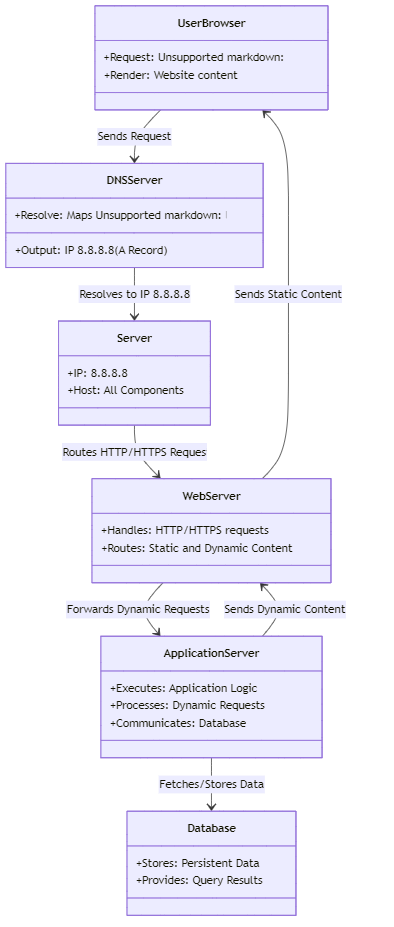 UserBrowser
+Request: Unsupported markdown:
+Render: Website content
Sends Request
DNSServer
+Resolve: Maps Unsupported markdown:
+Output: IP 8.8.8.8(A Record)
Resolves to IP 8.8.8.8
Sends Static Content
Server
+IP: 8.8.8.8
+Host: All Components
Routes HTTP/HTTPS Reques
WebServer
+Handles: HTTP/HTTPS requests
+Routes: Static and Dynamic Content
Forwards Dynamic Requests
Sends Dynamic Content
ApplicationServer
+Executes: Application Logic
+Processes: Dynamic Requests
+Communicates: Database
Fetches/Stores Data
Database
+Stores: Persistent Data
+Provides: Query Results